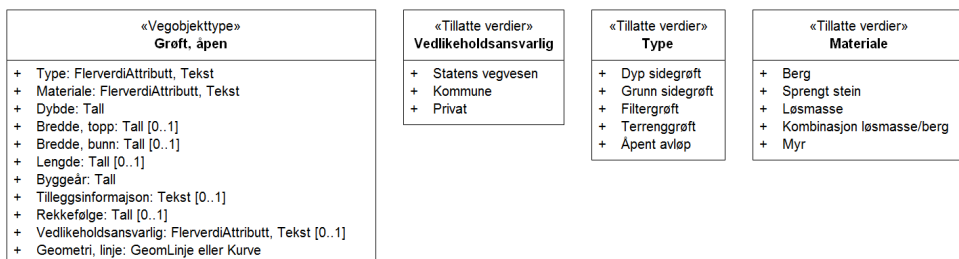 «Vegobjekttype»
Grøft, åpen
+ Type: FlerverdiAttributt, Tekst
+ Materiale: FlerverdiAttributt, Tekst
+ Dybde: Tall
+ Bredde, topp: Tall [0..1]
+ Bredde, bunn: Tall [0..1]
+ Lengde: Tall [0..1]
+ Byggeår: Tall
+ Tilleggsinformajson: Tekst [0..1]
+ Rekkefølge: Tall [0..1]
+ Vedlikeholdsansvarlig: FlerverdiAttributt, Tekst [0..1]
+ Geometri, linje: GeomLinje eller Kurve
«Tillatte verdier»
Vedlikeholdsansvarlig
+ Statens vegvesen
+ Kommune
+ Privat
«Tillatte verdier»
Type
+ Dyp sidegrøft
+ Grunn sidegrøft
+ Filtergrøft
+ Terrenggrøft
+ Åpent avløp
«Tillatte verdier»
Materiale
+ Berg
+ Sprengt stein
+ Løsmasse
+ Kombinasjon løsmasse/berg
+ Myr